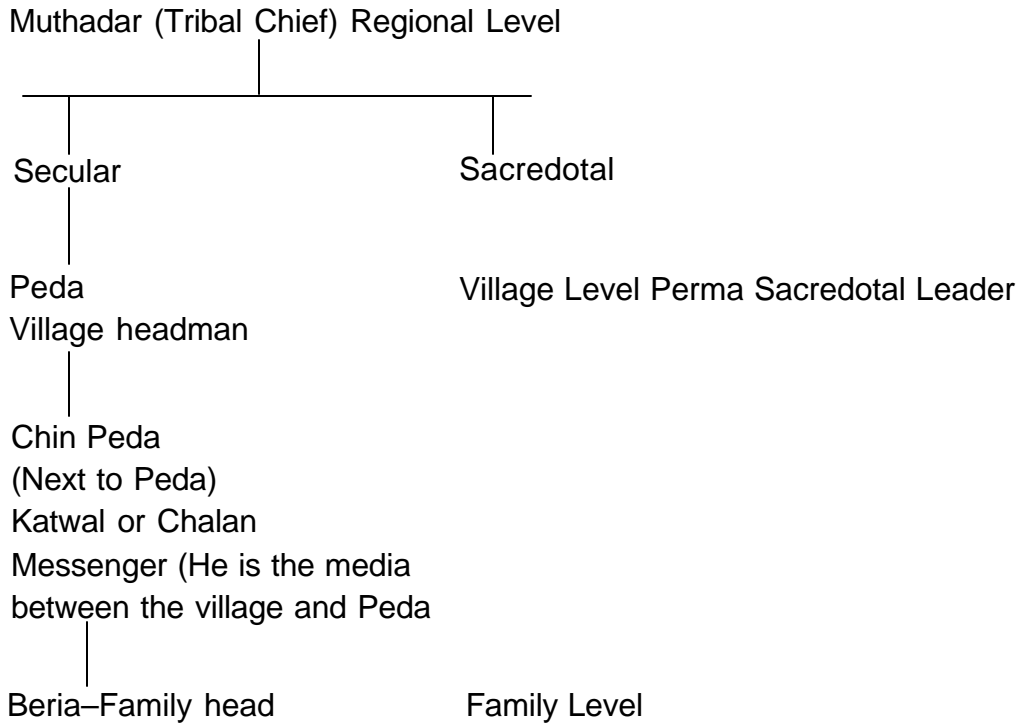 Muthadar (Tribal Chief) Regional Level
Secular
Sacredotal
Peda
Village Level Perma Sacredotal Leader
Village headman
Chin Peda
(Next to Peda)
Katwal or Chalan
Messenger (He is the media
between the village and Peda
Beria–Family head
Family Level